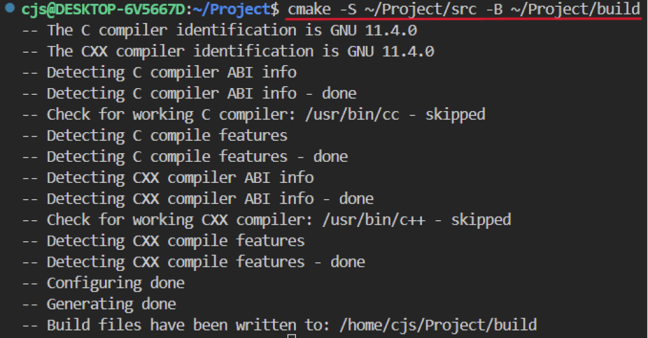 cjs@DESKTOP-6V5667D:~/Project$ cmake -S ~/Project/src -B ~/Project/build
-- The C compiler identification is GNU 11.4.0
-- The CXX compiler identification is GNU 11.4.0
-- Detecting C compiler ABI info
-- Detecting C compiler ABI info - done
-- Check for working C compiler: /usr/bin/cc - skipped
-- Detecting C compile features
-- Detecting C compile features - done
-- Detecting CXX compiler ABI info
-- Detecting CXX compiler ABI info - done
-- Check for working CXX compiler: /usr/bin/c++ - skipped
-- Detecting CXX compile features
-- Detecting CXX compile features - done
-- Configuring done
-- Generating done
-- Build files have been written to: /home/cjs/Project/build